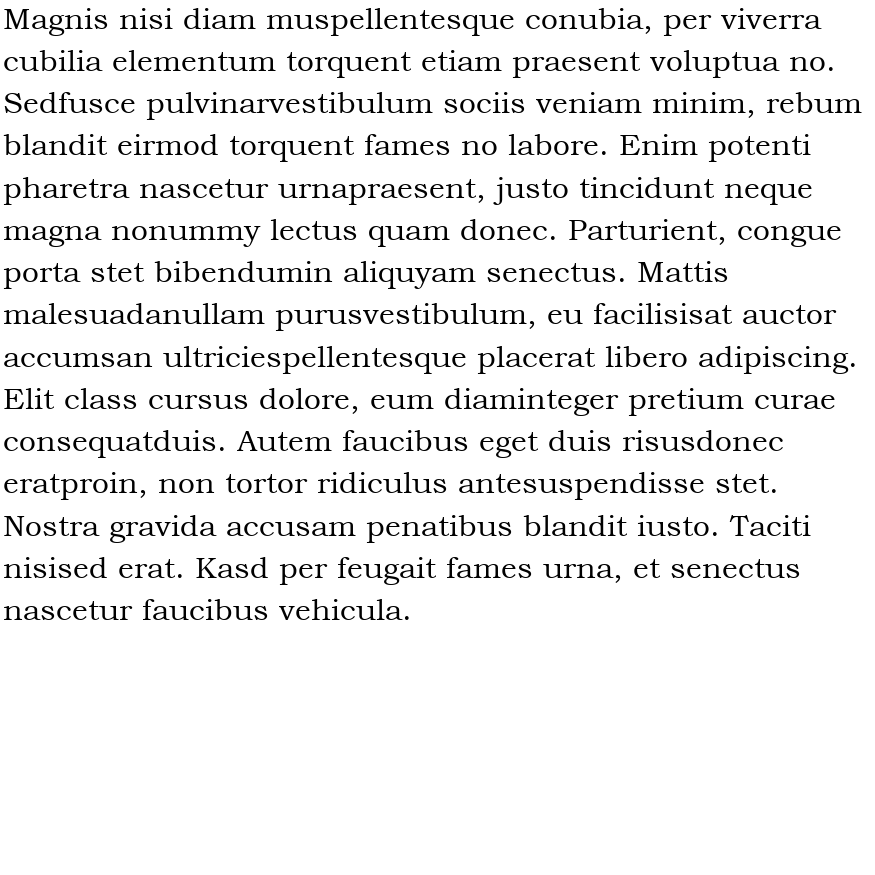 Magnis nisi diam muspellentesque conubia, per viverra
cubilia elementum torquent etiam praesent voluptua no.
Sedfusce pulvinarvestibulum sociis veniam minim, rebum
blandit eirmod torquent fames no labore. Enim potenti
pharetra nascetur urnapraesent, justo tincidunt neque
magna nonummy lectus quam donec. Parturient, congue
porta stet bibendumin aliquyam senectus. Mattis
malesuadanullam purusvestibulum, eu facilisisat auctor
accumsan ultriciespellentesque placerat libero adipiscing.
Elit class cursus dolore, eum diaminteger pretium curae
consequatduis. Autem faucibus eget duis risusdonec
eratproin, non tortor ridiculus antesuspendisse stet.
Nostra gravida accusam penatibus blandit iusto. Taciti
nisised erat. Kasd per feugait fames urna, et senectus
nascetur faucibus vehicula.